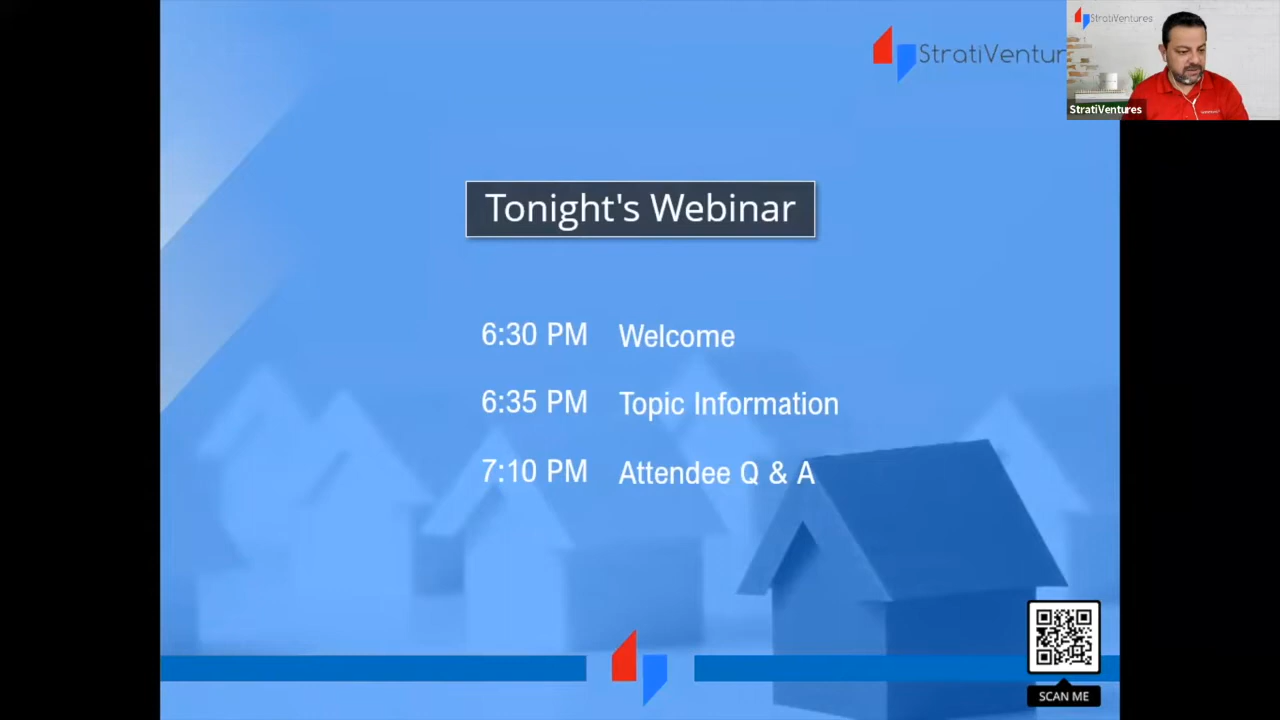 StratiVentur
StratiVentures
StratiVentures
Tonight's Webinar
6:30 PM Welcome
6:35 PM Topic Information
7:10 PM Attendee Q & A
SCAN ME